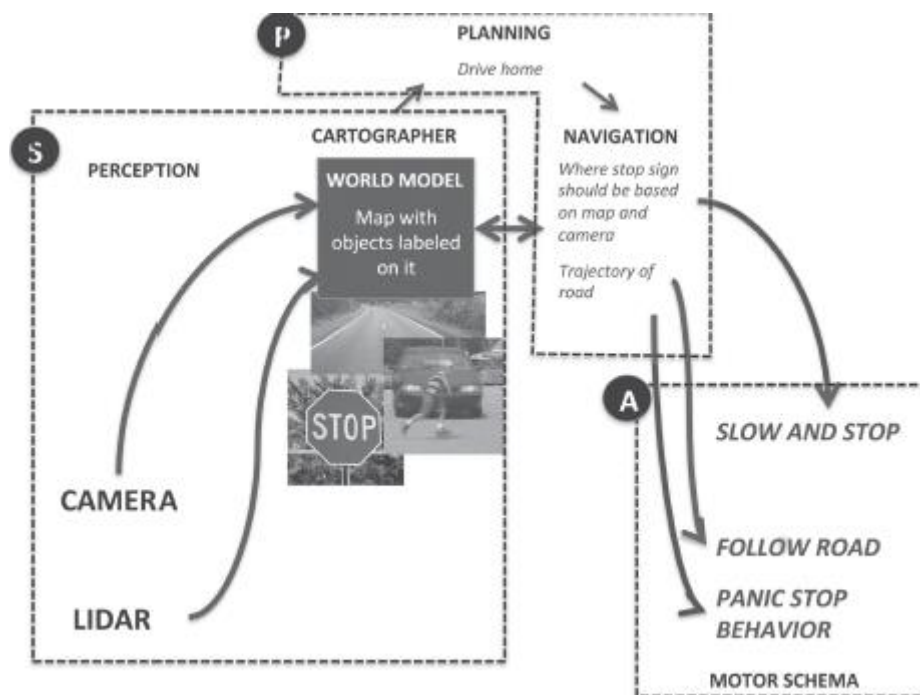 P
PLANNING
Drive home
S
CARTOGRAPHER
NAVIGATION
PERCEPTION
WORLD MODEL
Map with
objects labeled
on it
Where stop sign
should be based
on map and
camera
Trajectory of
road
STOP
A
SLOW AND STOP
CAMERA
FOLLOW ROAD
LIDAR
PANIC STOP
BEHAVIOR
MOTOR SCHEMA